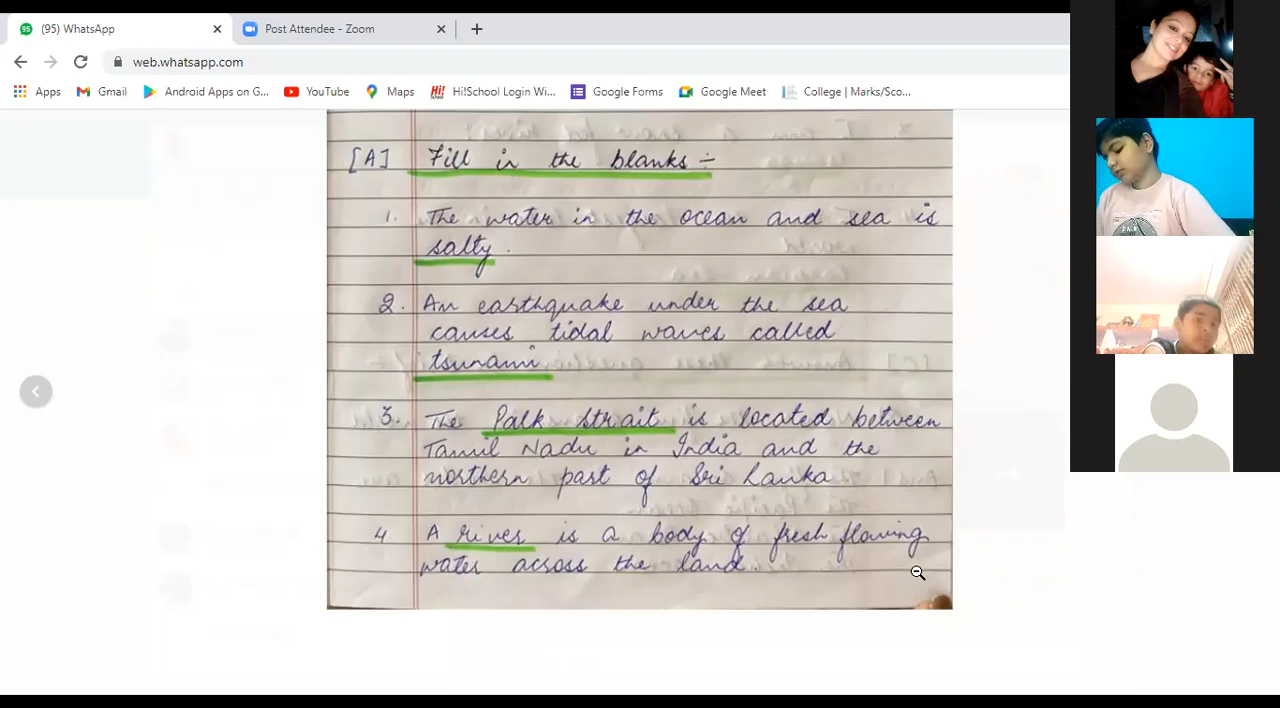 (95) WhatsApp
Post Attendee - Zoom
web.whatsapp.com
Apps
Gmail
Android Apps on G...
YouTube
Maps
Hi!School Login Wi...
Google Forms
Google Meet
College | Marks/Sco...
[A] Fill in the blanks ÷
1. The water in the ocean and sea is
salty.
2. An earthquake under the sea
causes tidal waves called
tsunami
3. The Palk Strait is located between
Tamil Nadu in India and the
northern part of Sri Lanka.
4 A river is a body of fresh flowing
water across the land.